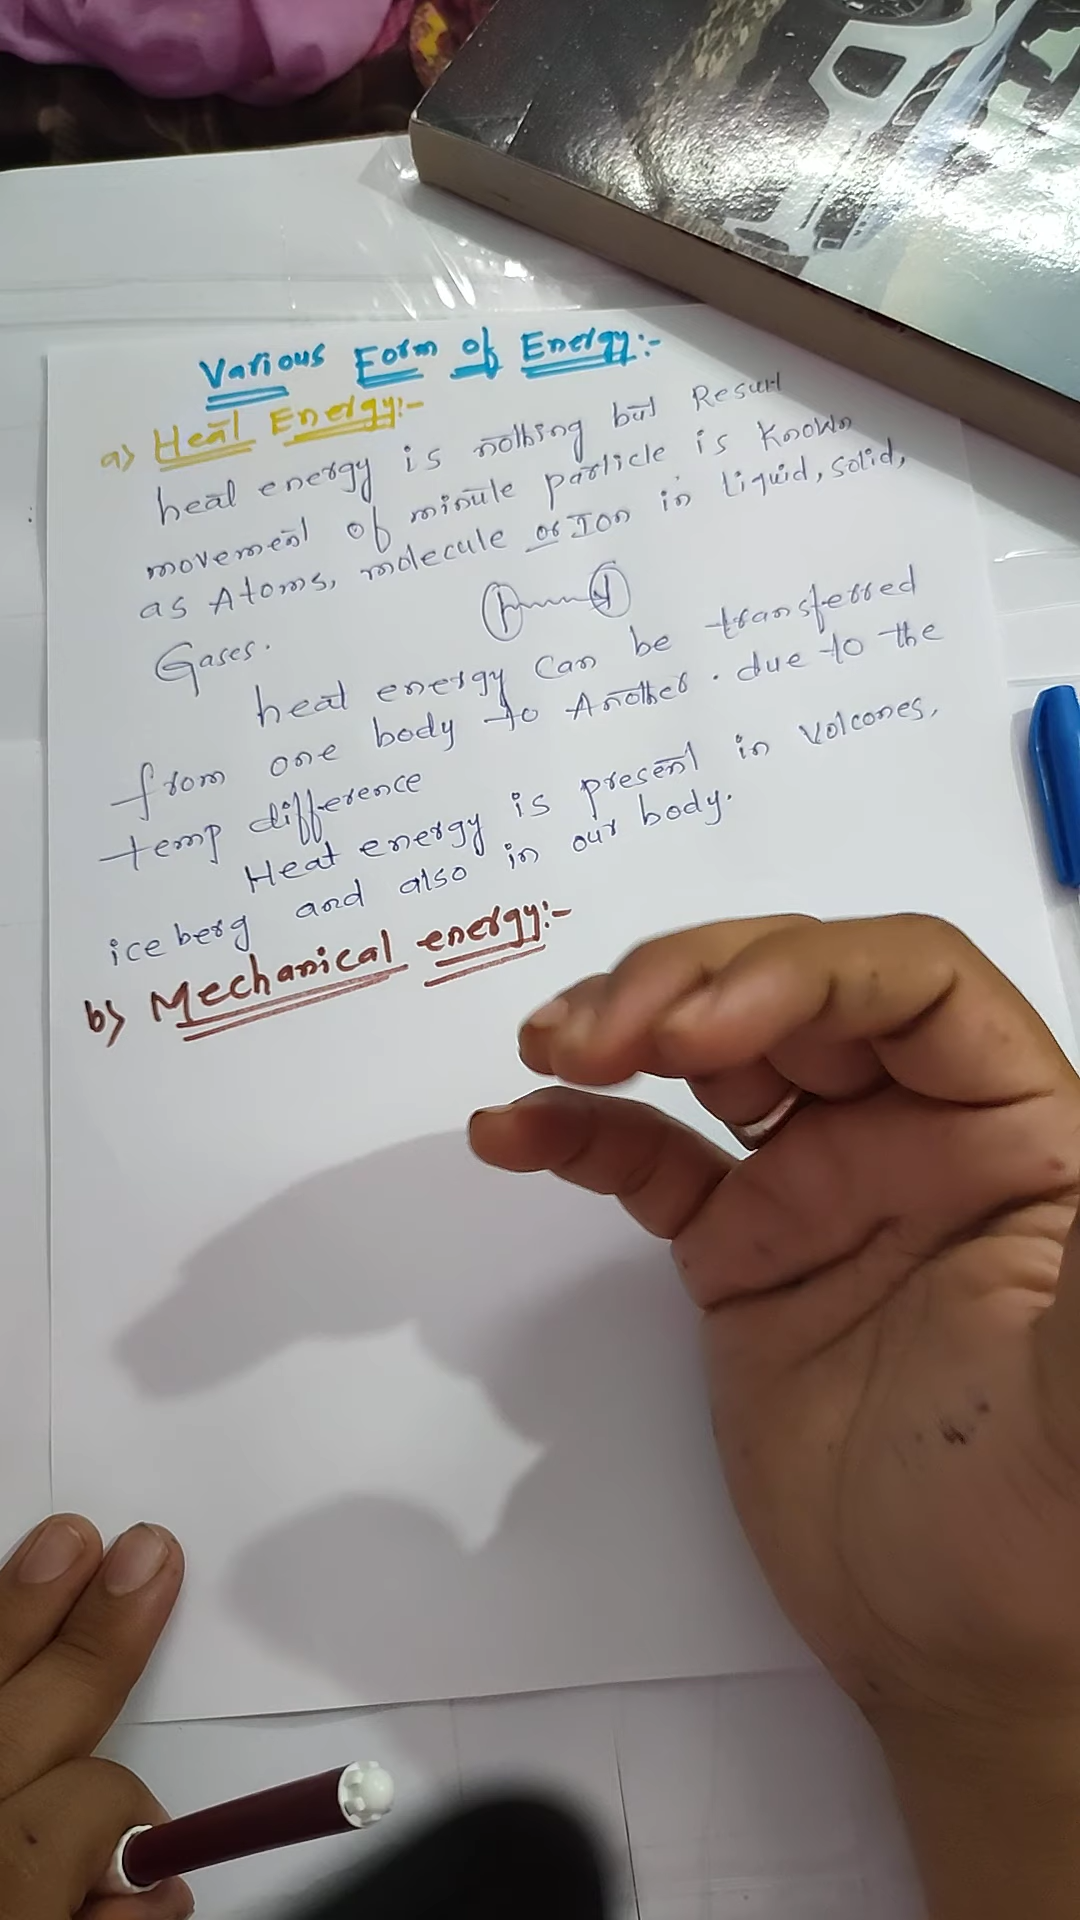 Various Form of Energy:-
a) Heat Energy:-
heat energy is nothing but Result
movement of minute particle is known
as Atoms, molecule or Ion in liquid, solid,
Gases.
heat energy can be transferred
from one body to Another. due to the
temp difference
Heat energy is present in volcones,
ice berg and also in our body.
b) Mechanical energy:-